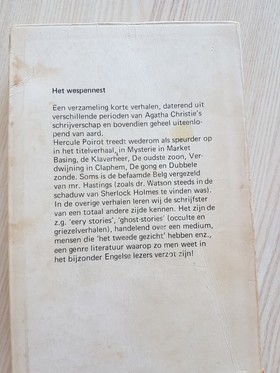 Het wespennest
Een verzameling korte verhalen, daterend uit
verschillende perioden van Agatha Christie's
schrijverschap en bovendien geheel uiteenlo-
pend van aard.
Hercule Poirot treedt wederom als speurder op
in het titelverhaal, in Mysterie in Market
Basing, de Klaverheer, De oudste zoon, Ver-
dwijning in Clapham, De gong en Dubbele
zonde. Soms is de befaamde Belg vergezeld
van mr. Hastings (zoals dr. Watson steeds in de
schaduw van Sherlock Holmes te vinden was).
In de overige verhalen leren wij de schrijfster
van een totaal andere zijde kennen. Het zijn de
z.g. 'eery stories', 'ghost-stories' (occulte en
griezelverhalen), handelend over een medium,
mensen die 'het tweede gezicht' hebben enz.,
een genre literatuur waarop zo men weet in
het bijzonder Engelse lezers verzot zijn!